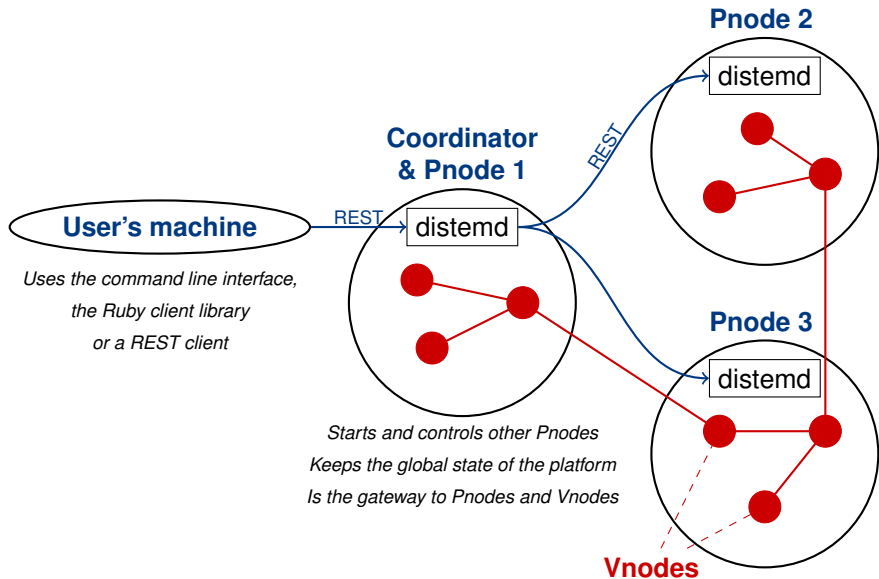 Pnode 2
distemd
REST
Coordinator
& Pnode 1
User's machine
REST
distemd
Uses the command line interface,
the Ruby client library
or a REST client
Pnode 3
distemd
Starts and controls other Pnodes
Keeps the global state of the platform
Is the gateway to Pnodes and Vnodes
Vnodes